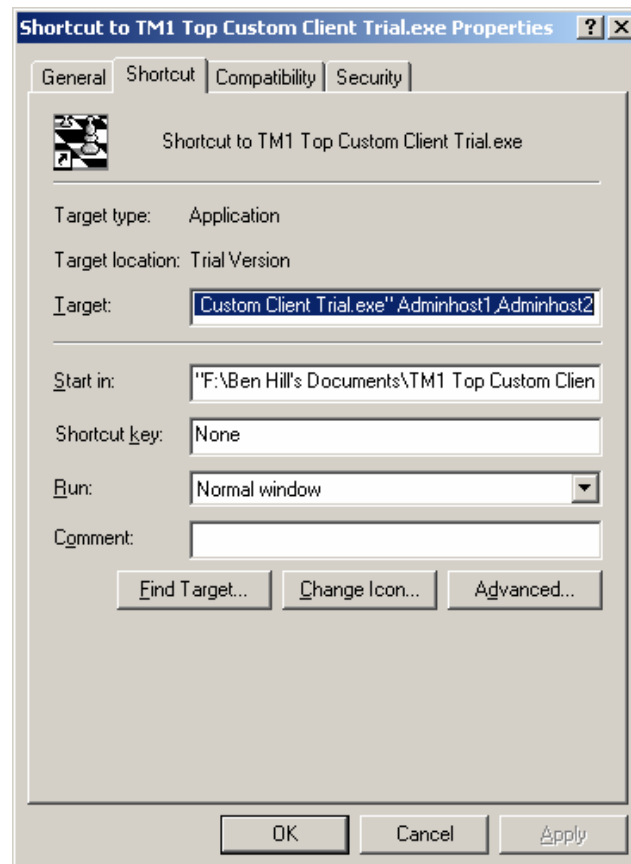 Shortcut to TM1 Top Custom Client Trial.exe Properties ? X
General Shortcut Compatibility Security
Shortcut to TM1 Top Custom Client Trial.exe
Target type: Application
Target location: Trial Version
Target: Custom Client Trial.exe" Adminhost1,Adminhost2
Start in: "F:\Ben Hill's Documents\TM1 Top Custom Clien
Shortcut key: None
Run: Normal window
Comment:
Find Target... Change Icon... Advanced...
OK Cancel Apply